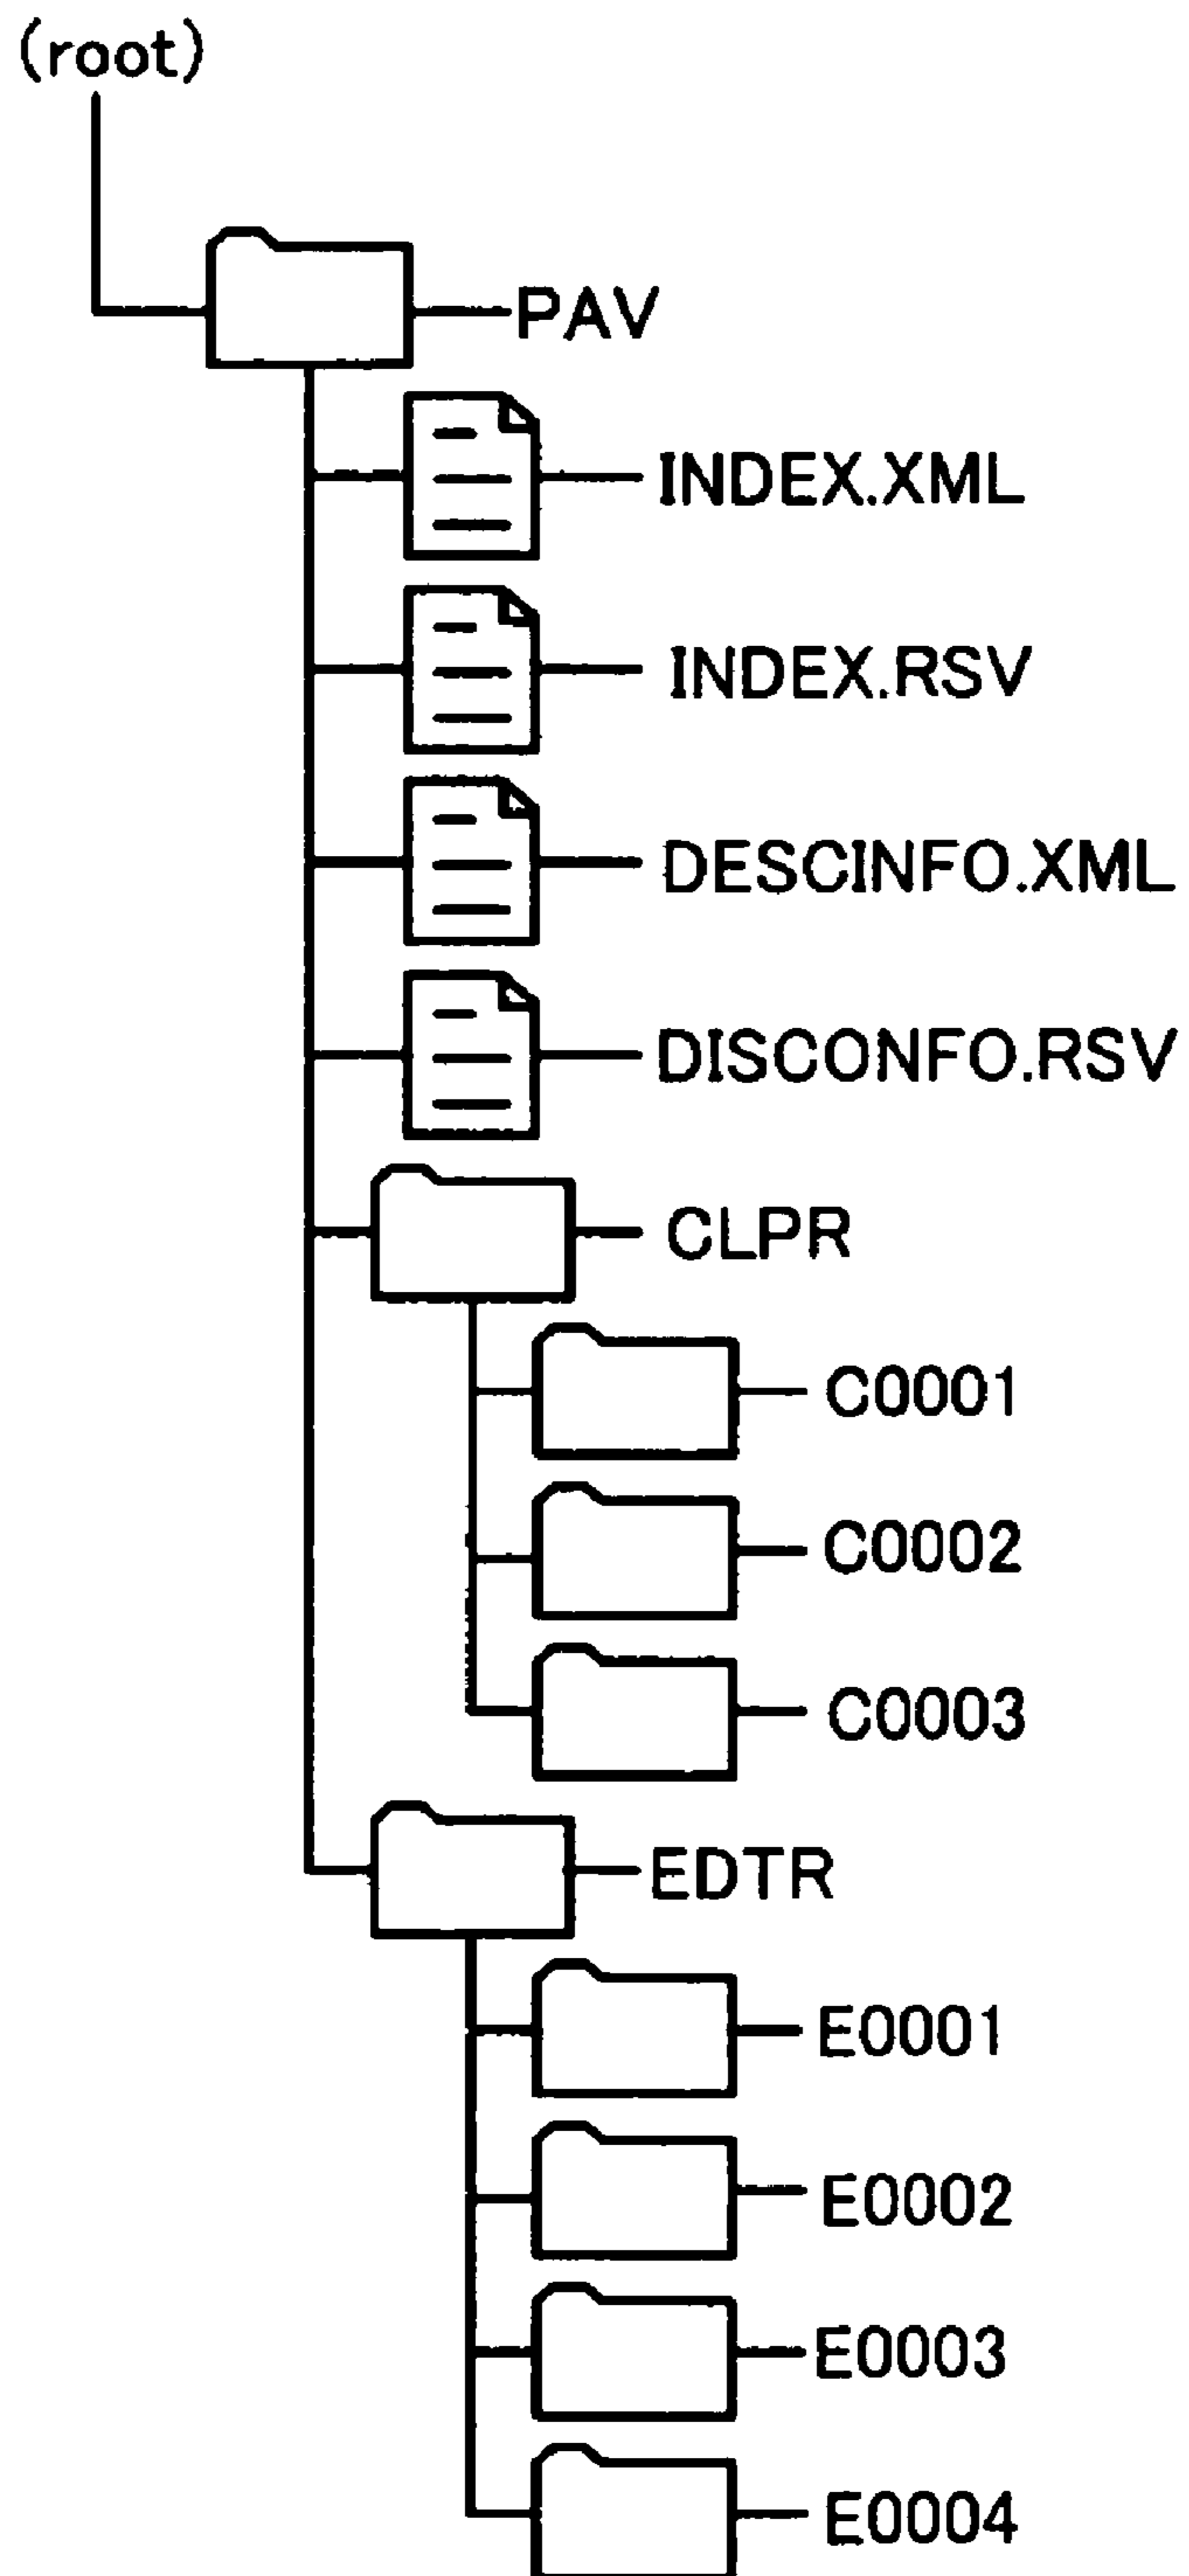 (root)
PAV
INDEX.XML
INDEX.RSV
DESCINFO.XML
DISCONFO.RSV
CLPR
C0001
C0002
C0003
EDTR
E0001
E0002
E0003
E0004